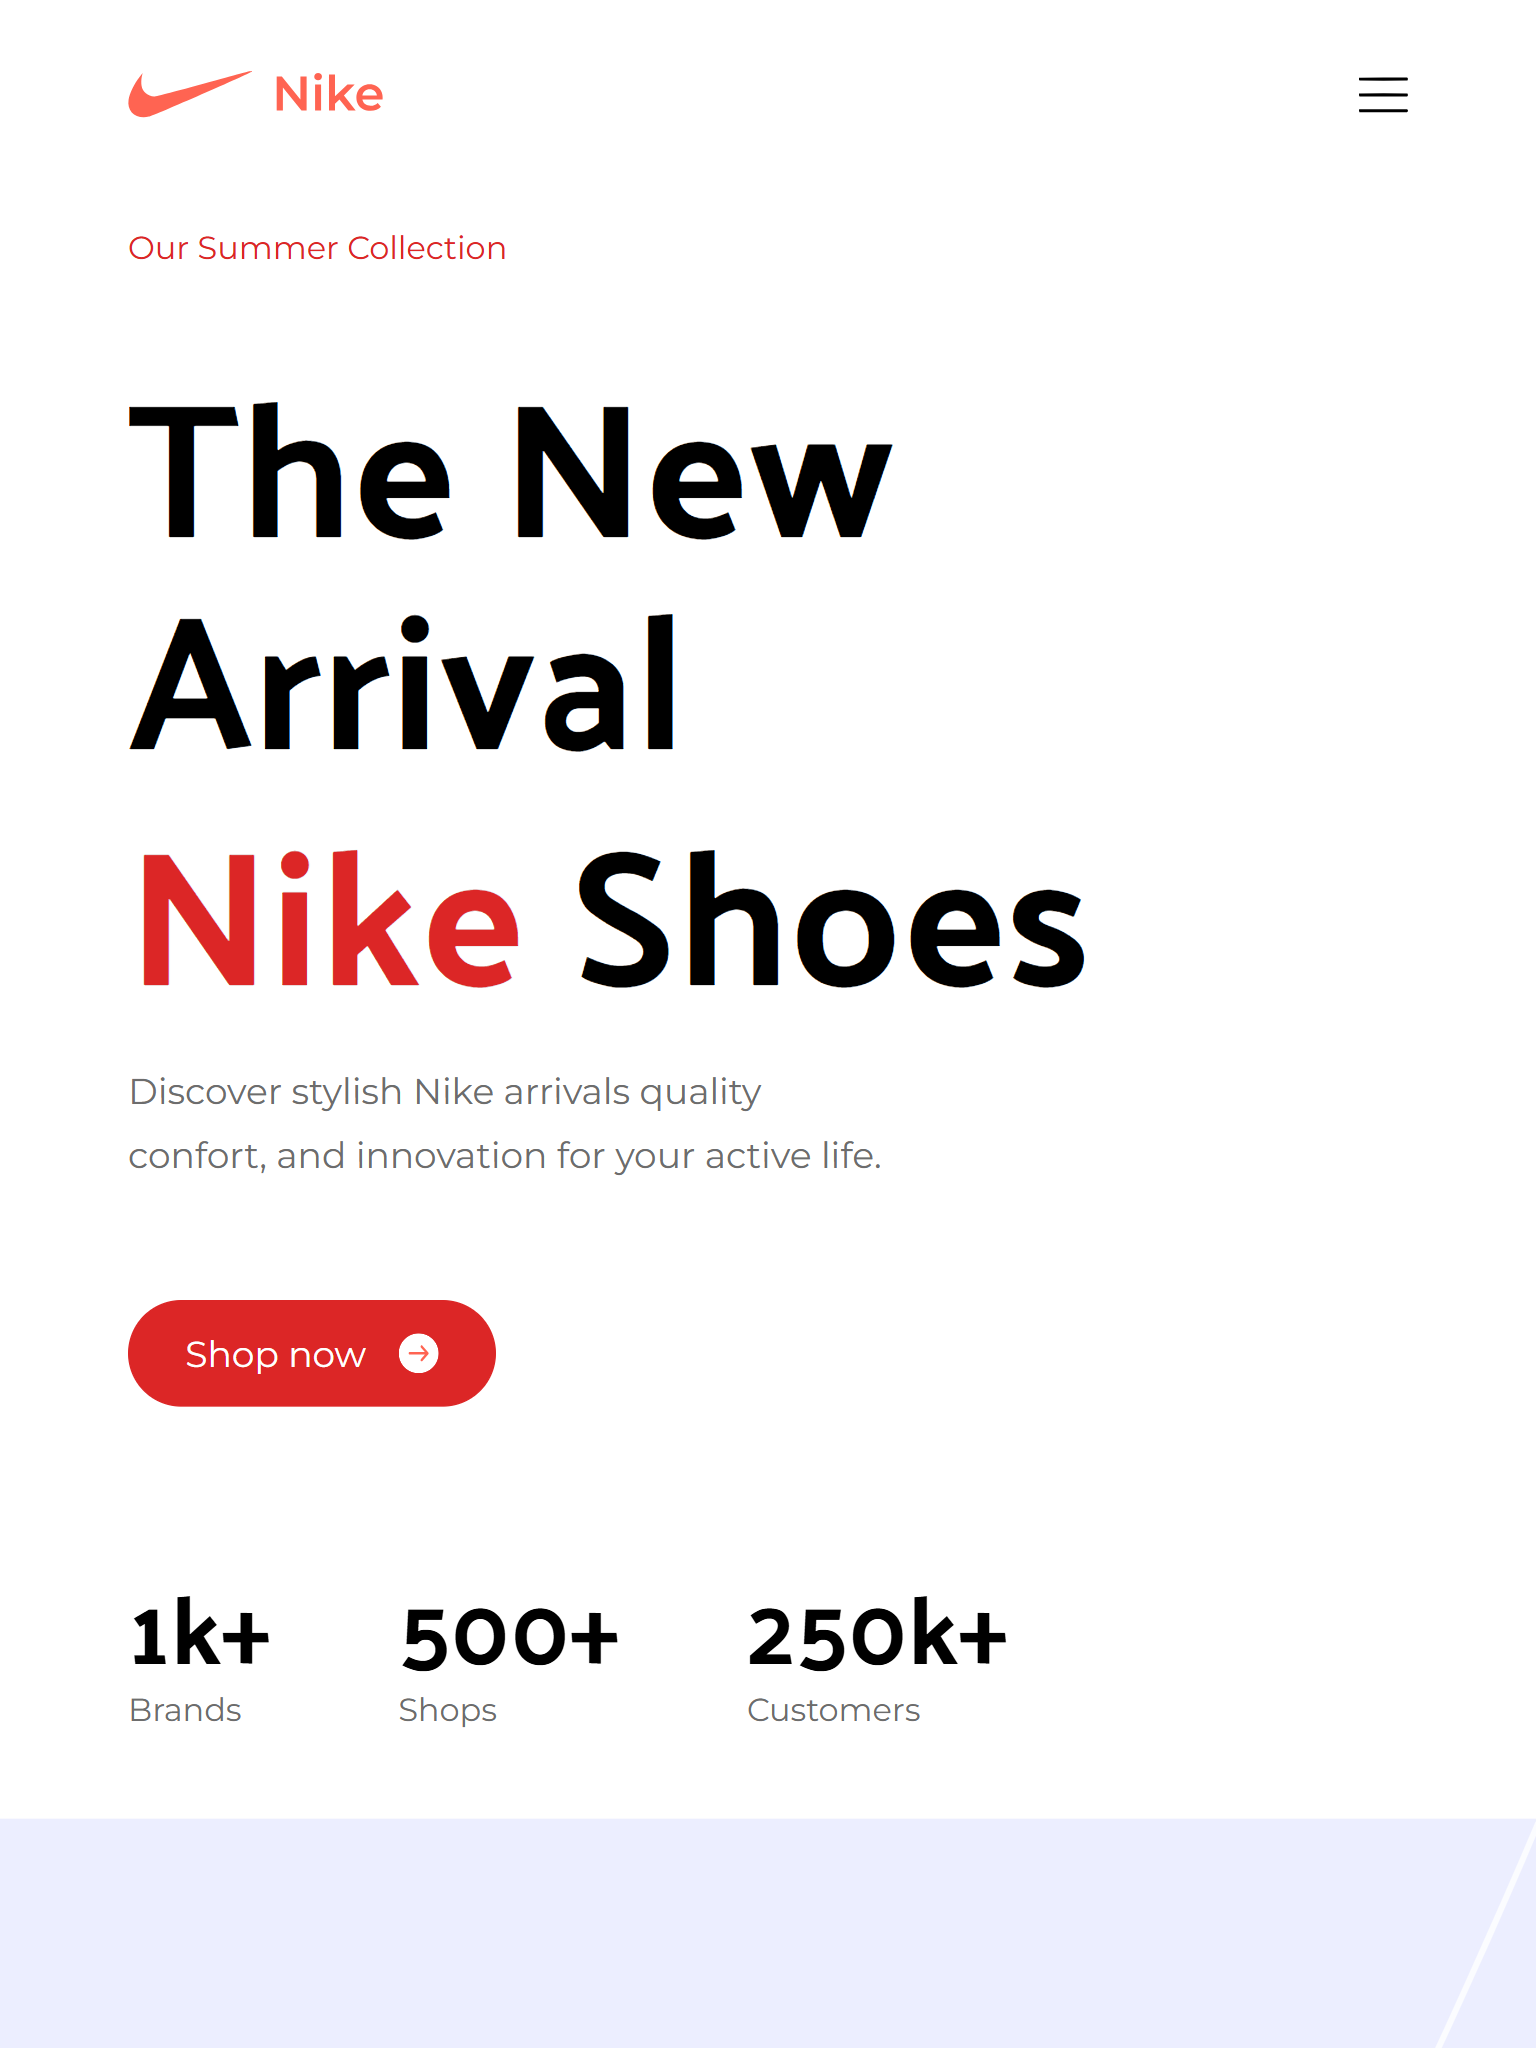 Nike
Our Summer Collection
The New
Arrival
Nike Shoes
Discover stylish Nike arrivals quality
confort, and innovation for your active life.
Shop now
1k+ 500+ 250k+
Brands Shops Customers